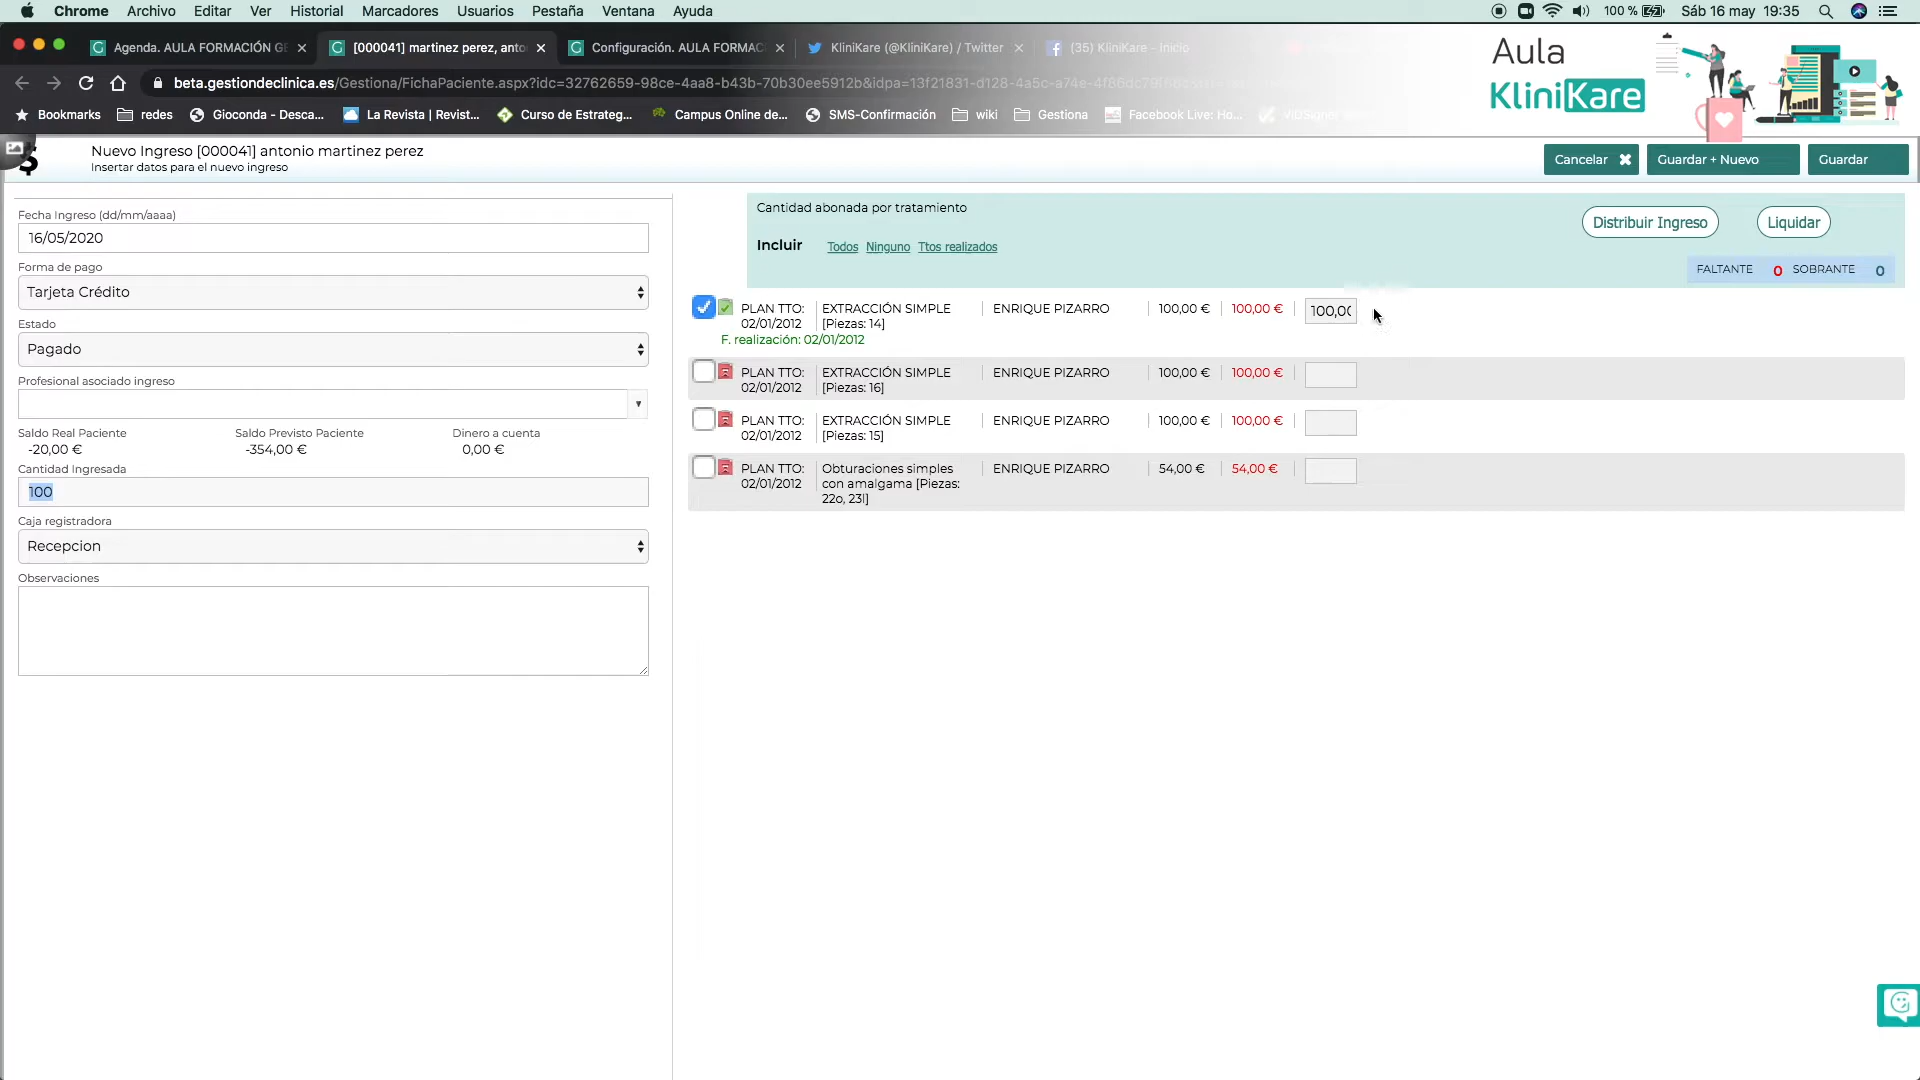 Chrome Archivo Editar Ver Historial Marcadores Usuarios Pestaña Ventana Ayuda 100 % Sáb 16 may 19:35
Agenda. AULA FORMACIÓN GE [000041] martinez perez, anto Configuración. AULA FORMAC KliniKare (@KliniKare) / Twitter (35) KliniKare - Inicio
Aula
KliniKare
beta.gestiondeclinica.es/Gestiona/FichaPaciente.aspx?idc=32762659-98ce-4aa8-b43b-70b30ee5912b&idpa=13f21831-d128-4a5c-a74e-4f86dc79f68
Bookmarks redes Gioconda - Desca... La Revista | Revist... Curso de Estrateg... Campus Online de... SMS-Confirmación wiki Gestiona Facebook Live: Ho... VIDSigner
Nuevo Ingreso [000041] antonio martinez perez
Insertar datos para el nuevo ingreso
Cancelar Guardar + Nuevo Guardar
Fecha Ingreso (dd/mm/aaaa)
16/05/2020
Forma de pago
Tarjeta Crédito
Estado
Pagado
Profesional asociado ingreso
Saldo Real Paciente Saldo Previsto Paciente Dinero a cuenta
-20,00 € -354,00 € 0,00 €
Cantidad Ingresada
100
Caja registradora
Recepcion
Observaciones
Cantidad abonada por tratamiento
Distribuir Ingreso Liquidar
Incluir Todos Ninguno Ttos realizados
FALTANTE 0 SOBRANTE 0
PLAN TTO: EXTRACCIÓN SIMPLE ENRIQUE PIZARRO 100,00 € 100,00 € 100,0
02/01/2012 [Piezas: 14]
F. realización: 02/01/2012
PLAN TTO: EXTRACCIÓN SIMPLE ENRIQUE PIZARRO 100,00 € 100,00 €
02/01/2012 [Piezas: 16]
PLAN TTO: EXTRACCIÓN SIMPLE ENRIQUE PIZARRO 100,00 € 100,00 €
02/01/2012 [Piezas: 15]
PLAN TTO: Obturaciones simples ENRIQUE PIZARRO 54,00 € 54,00 €
02/01/2012 con amalgama [Piezas:
22o, 23l]